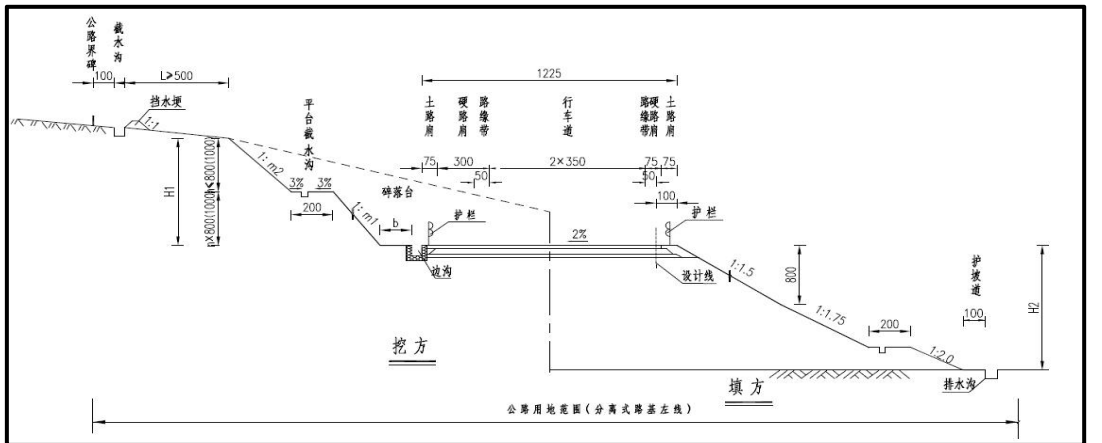 公路界碑
截水沟
100
L≥500
1225
挡水埂
1:1
平台截水沟
土路肩
硬路肩
路缘带
行车道
路缘带
硬路肩
土路肩
75
300
50
2×350
75
75
50
100
H1
h≤800(1000)
n×800(1000)
1:m2
3%
3%
200
碎落台
1:m1
b
护栏
2%
护栏
边沟
设计线
1:1.5
800
1:1.75
200
护坡道
100
H2
1:2.0
挖方
填方
排水沟
公路用地范围(分离式路基左线)